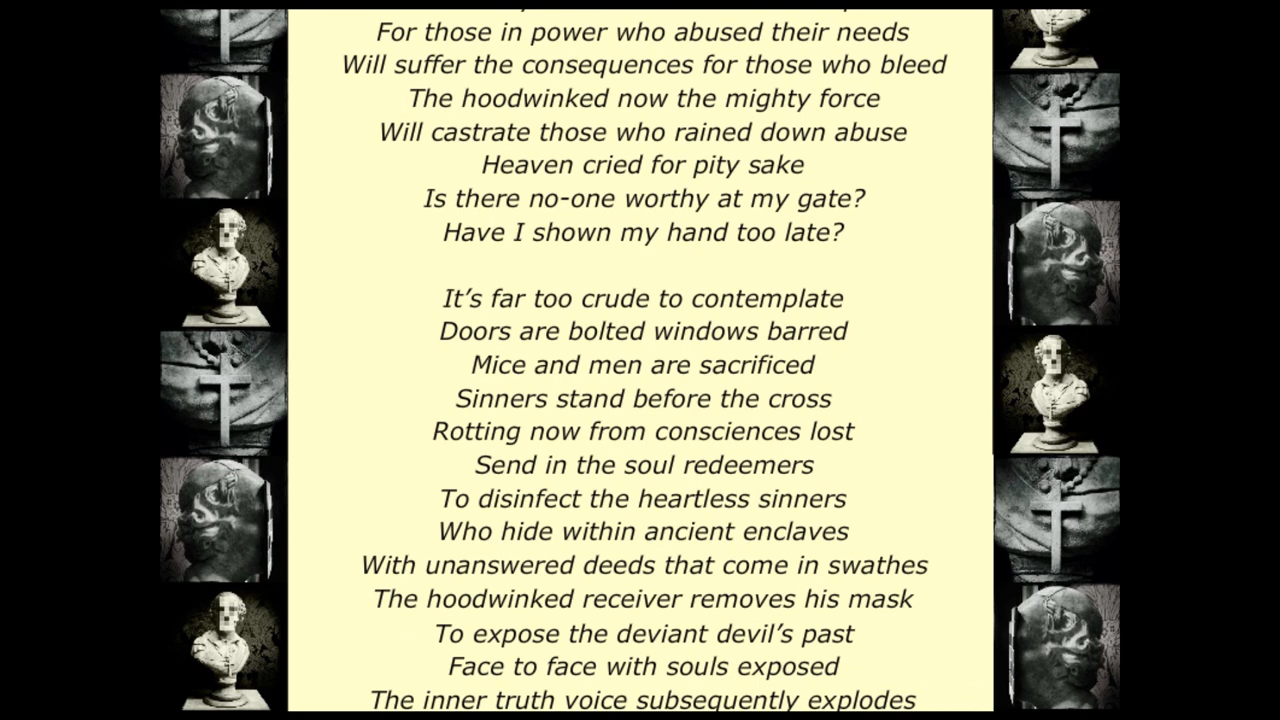 For those in power who abused their needs
Will suffer the consequences for those who bleed
The hoodwinked now the mighty force
Will castrate those who rained down abuse
Heaven cried for pity sake
Is there no-one worthy at my gate?
Have I shown my hand too late?
It’s far too crude to contemplate
Doors are bolted windows barred
Mice and men are sacrificed
Sinners stand before the cross
Rotting now from consciences lost
Send in the soul redeemers
To disinfect the heartless sinners
Who hide within ancient enclaves
With unanswered deeds that come in swathes
The hoodwinked receiver removes his mask
To expose the deviant devil’s past
Face to face with souls exposed
The inner truth voice subsequently explodes